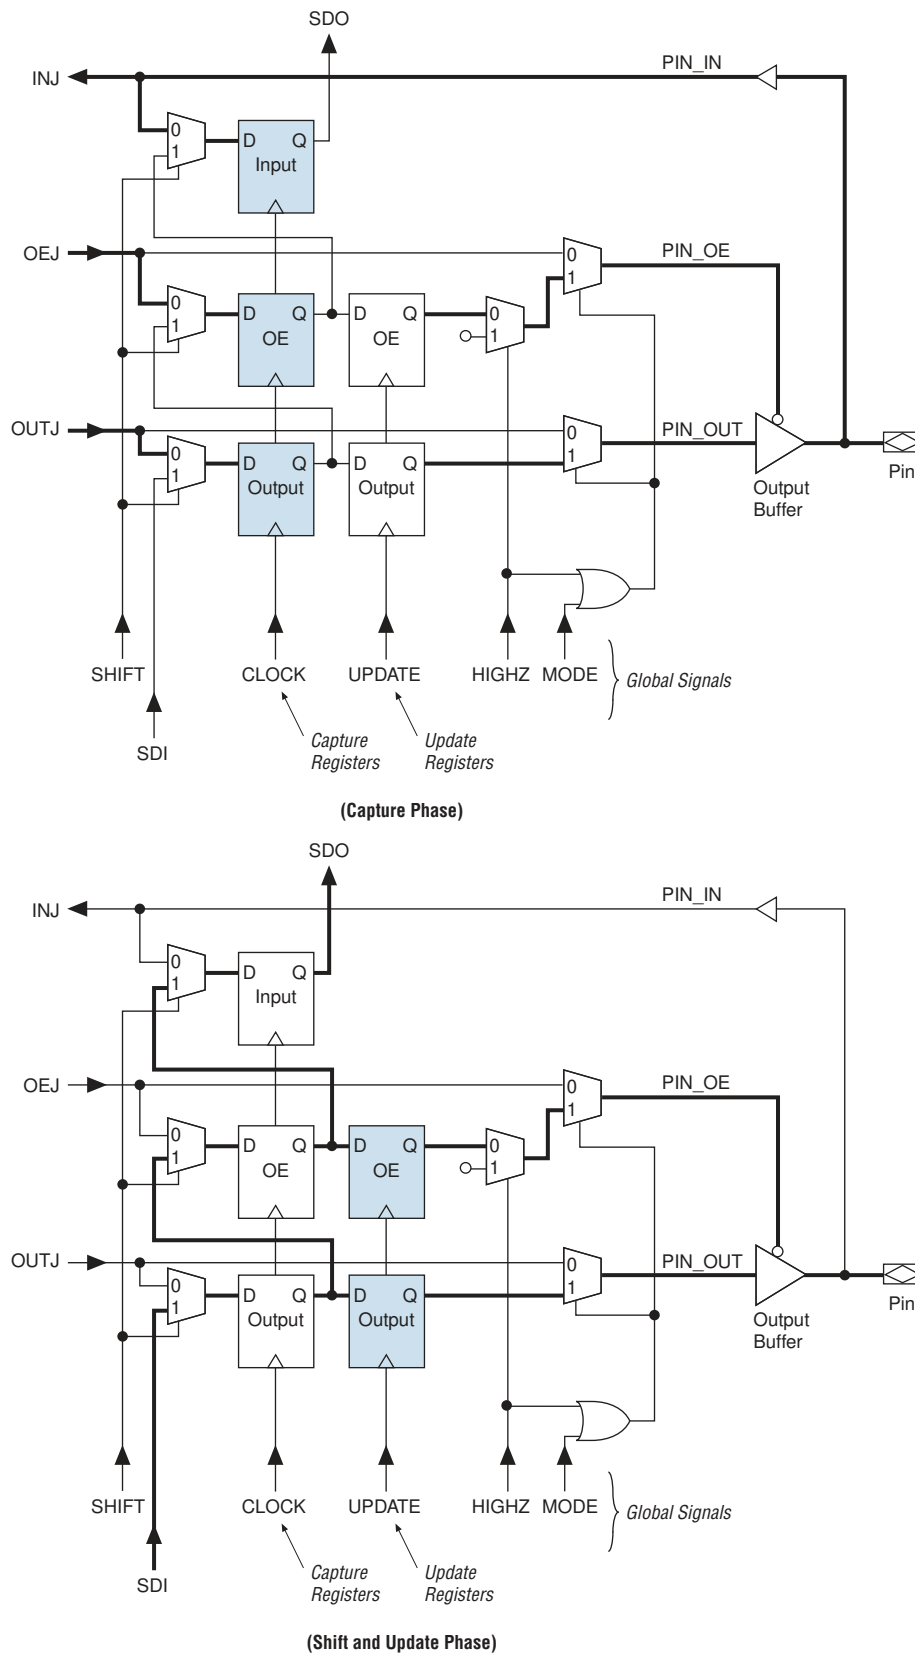 SDO
INJ
PIN_IN
0
1
D Q
Input
OEJ
0
1
PIN_OE
0
1
D Q
OE
D Q
OE
0
1
OUTJ
0
1
PIN_OUT
0
1
D Q
Output
D Q
Output
Output
Buffer
Pin
SHIFT
CLOCK
UPDATE
HIGHZ
MODE
Global Signals
SDI
Capture
Registers
Update
Registers
(Capture Phase)
SDO
INJ
PIN_IN
0
1
D Q
Input
OEJ
0
1
PIN_OE
0
1
D Q
OE
D Q
OE
0
1
OUTJ
0
1
PIN_OUT
0
1
D Q
Output
D Q
Output
Output
Buffer
Pin
SHIFT
CLOCK
UPDATE
HIGHZ
MODE
Global Signals
SDI
Capture
Registers
Update
Registers
(Shift and Update Phase)